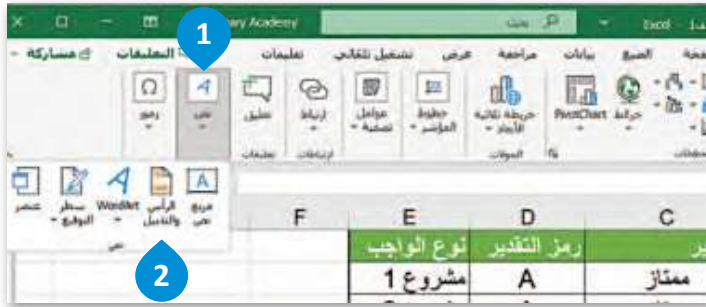 ary Academy
بحث
Excel
الصيغ بيانات مراجعة عرض تشغيل تلقائي تعليمات التعليقات مشاركة
1
خرائط PivotChart خريطة ثلاثية الأبعاد خطوط المؤشر عوامل تصفية ارتباط تعليق نص رموز
الجولات ارتباطات تعليقات
مربع نص الرأس والتذييل WordArt سطر التوقيع عنصر
نص
2
C D E F
رمز التقدير نوع الواجب
ممتاز A مشروع 1